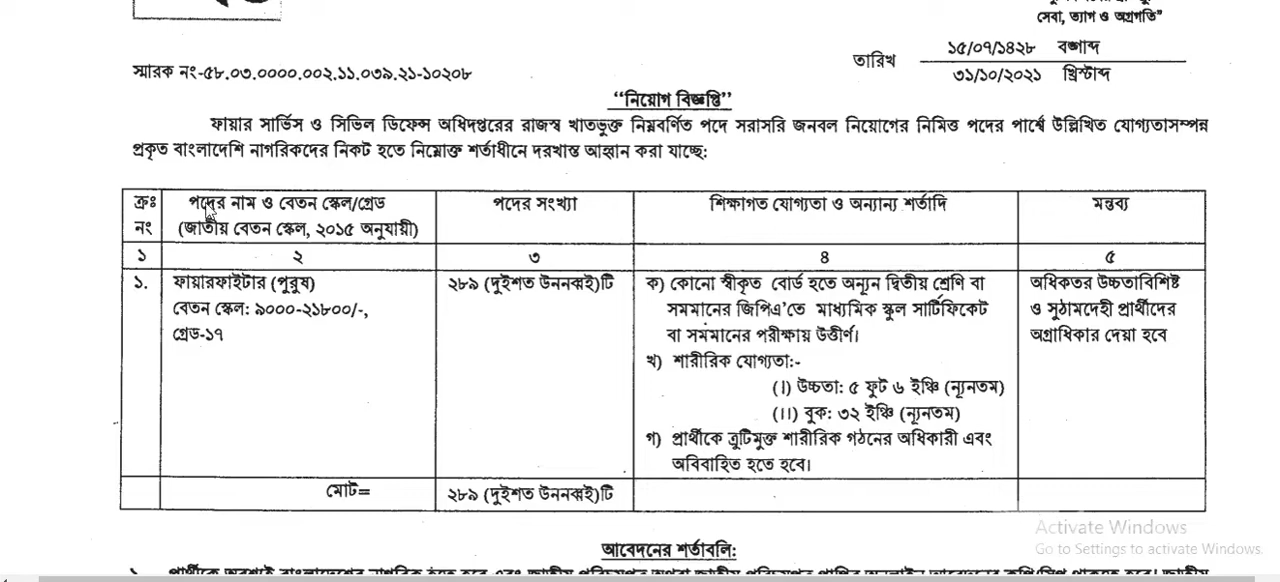 সেবা, ত্যাগ ও অগ্রগতি"
স্মারক নং-৫৮.০৩.০০০০.০০২.১১.০৩৯.২১-১০২০৮
তারিখ ১৫/০৭/১৪২৮ বঙ্গাব্দ
৩১/১০/২০২১ খ্রিস্টাব্দ
"নিয়োগ বিজ্ঞপ্তি"
ফায়ার সার্ভিস ও সিভিল ডিফেন্স অধিদপ্তরের রাজস্ব খাতভুক্ত নিম্নবর্ণিত পদে সরাসরি জনবল নিয়োগের নিমিত্ত পদের পার্শ্বে উল্লিখিত যোগ্যতাসম্পন্ন
প্রকৃত বাংলাদেশি নাগরিকদের নিকট হতে নিম্নোক্ত শর্তাধীনে দরখাস্ত আহ্বান করা যাচ্ছে:
ক্রঃ নং
পদের নাম ও বেতন স্কেল/গ্রেড
(জাতীয় বেতন স্কেল, ২০১৫ অনুযায়ী)
পদের সংখ্যা
শিক্ষাগত যোগ্যতা ও অন্যান্য শর্তাদি
মন্তব্য
১ ২ ৩ ৪ ৫
১.
ফায়ারফাইটার (পুরুষ)
বেতন স্কেল: ৯০০০-২১৮০০/-,
গ্রেড-১৭
২৮৯ (দুইশত উননব্বই)টি
ক) কোনো স্বীকৃত বোর্ড হতে অন্যূন দ্বিতীয় শ্রেণি বা
সমমানের জিপিএ'তে মাধ্যমিক স্কুল সার্টিফিকেট
বা সমমানের পরীক্ষায় উত্তীর্ণ।
খ) শারীরিক যোগ্যতা:-
(I) উচ্চতা: ৫ ফুট ৬ ইঞ্চি (ন্যূনতম)
(II) বুক: ৩২ ইঞ্চি (ন্যূনতম)
গ) প্রার্থীকে ত্রুটিমুক্ত শারীরিক গঠনের অধিকারী এবং
অবিবাহিত হতে হবে।
অধিকতর উচ্চতাবিশিষ্ট
ও সুঠামদেহী প্রার্থীদের
অগ্রাধিকার দেয়া হবে
মোট= ২৮৯ (দুইশত উননব্বই)টি
Activate Windows
Go to Settings to activate Windows.
আবেদনের শর্তাবলি: